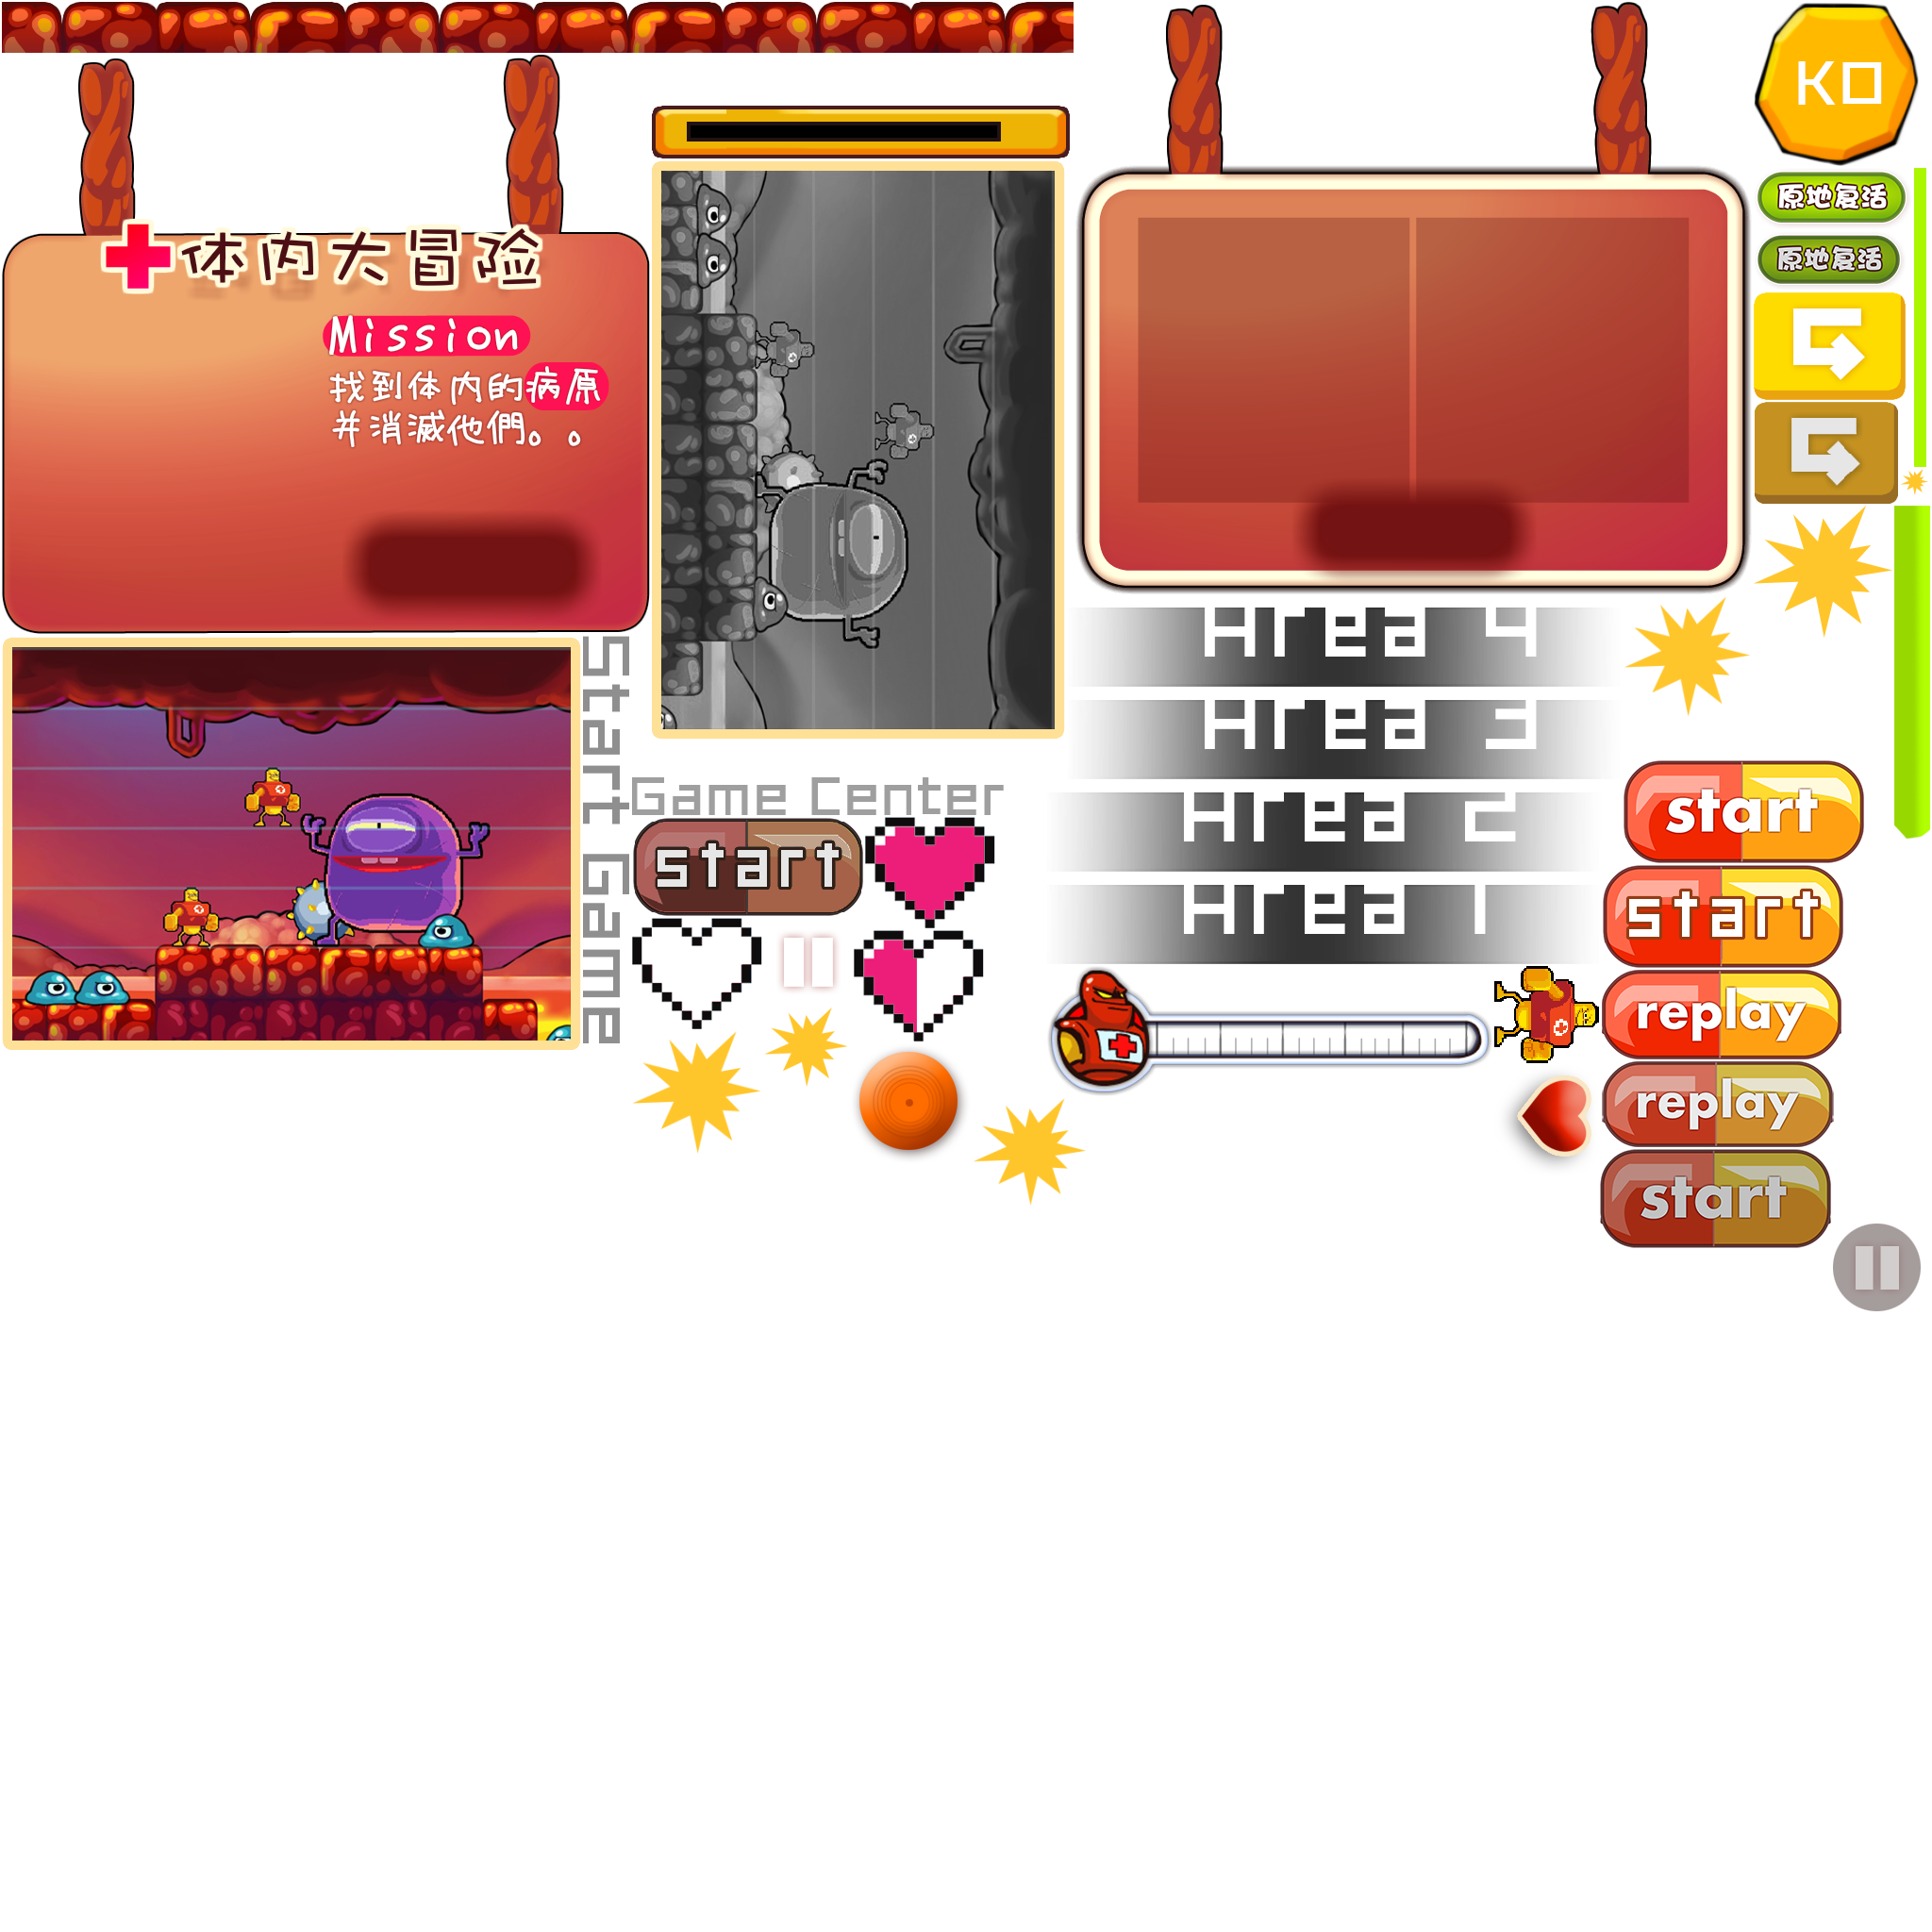 KO
原地复活
原地复活
体内大冒险
Mission
找到体内的病原
并消滅他們。。
Start Game
Game Center
start
Area 4
Area 3
Area 2
Area 1
start
start
replay
replay
start